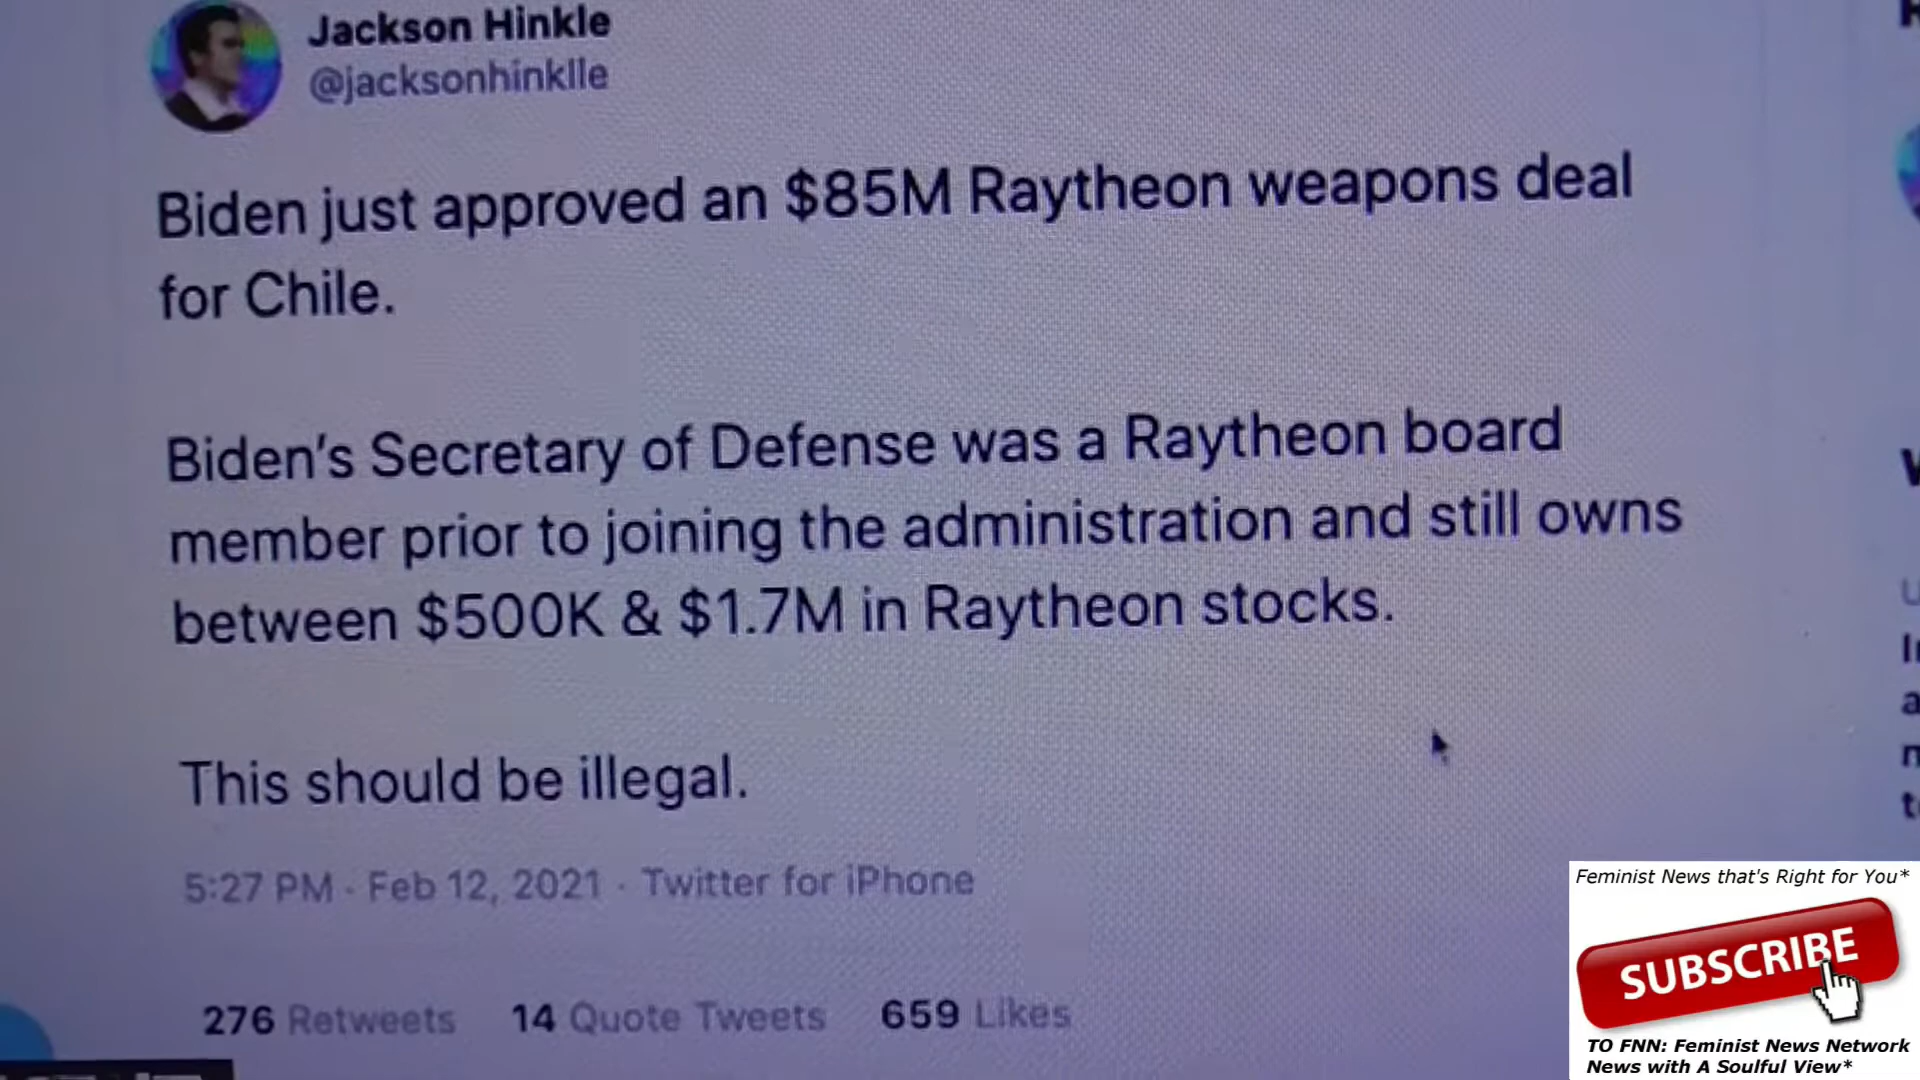 Jackson Hinkle
@jacksonhinklle
Biden just approved an $85M Raytheon weapons deal
for Chile.
Biden's Secretary of Defense was a Raytheon board
member prior to joining the administration and still owns
between $500K & $1.7M in Raytheon stocks.
This should be illegal.
5:27 PM · Feb 12, 2021 · Twitter for iPhone
276 Retweets 14 Quote Tweets 659 Likes
Feminist News that's Right for You*
SUBSCRIBE
TO FNN: Feminist News Network
News with A Soulful View*